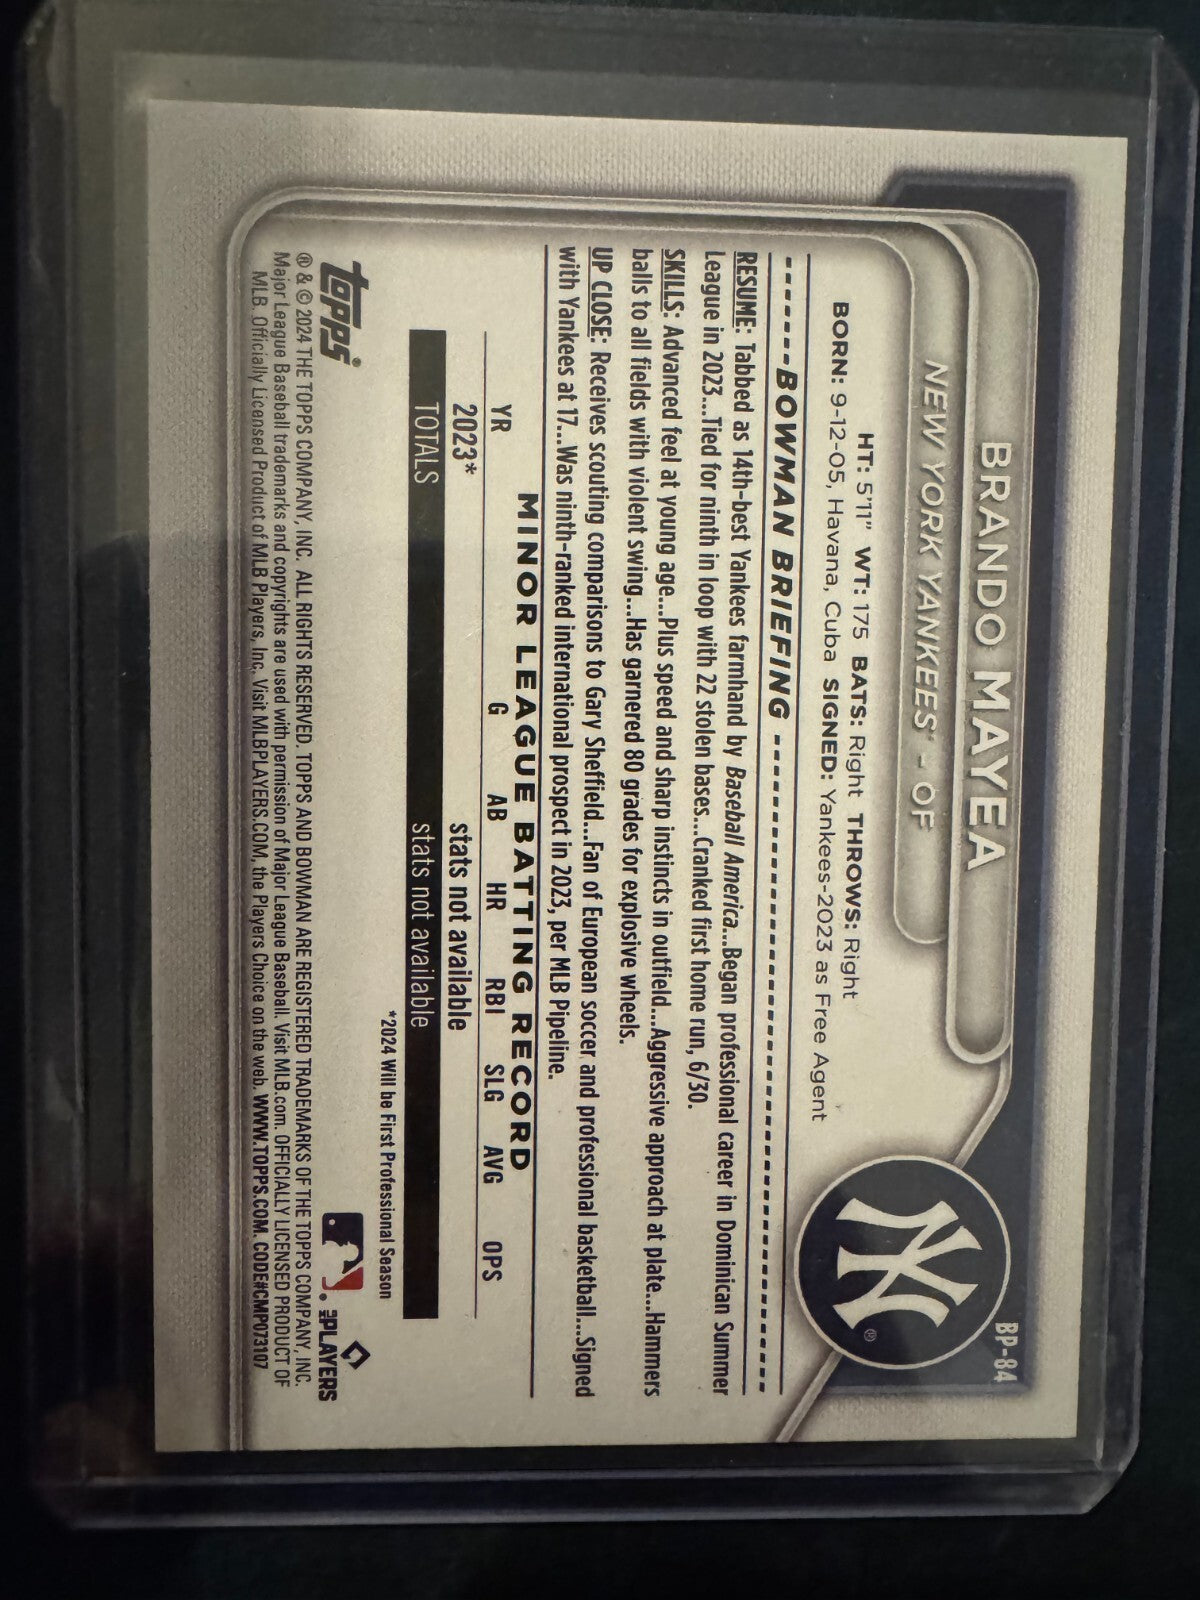 BP-84
BRANDO MAYEA
NEW YORK YANKEES® - OF
HT: 5'11" WT: 175 BATS: Right THROWS: Right
BORN: 9-12-05, Havana, Cuba SIGNED: Yankees-2023 as Free Agent
BOWMAN BRIEFING
RESUME: Tabbed as 14th-best Yankees farmhand by Baseball America...Began professional career in Dominican Summer
League in 2023...Tied for ninth in loop with 22 stolen bases...Cranked first home run, 6/30.
SKILLS: Advanced feel at young age...Plus speed and sharp instincts in outfield...Aggressive approach at plate...Hammers
balls to all fields with violent swing...Has garnered 80 grades for explosive wheels.
UP CLOSE: Receives scouting comparisons to Gary Sheffield...Fan of European soccer and professional basketball...Signed
with Yankees at 17...Was ninth-ranked international prospect in 2023, per MLB Pipeline.
MINOR LEAGUE BATTING RECORD
YR G AB HR RBI SLG AVG OPS
2023* stats not available
TOTALS stats not available
*2024 Will be First Professional Season
topps®
PLAYERS
® & © 2024 THE TOPPS COMPANY, INC. ALL RIGHTS RESERVED. TOPPS AND BOWMAN ARE REGISTERED TRADEMARKS OF THE TOPPS COMPANY, INC.
Major League Baseball trademarks and copyrights are used with permission of Major League Baseball. Visit MLB.com. OFFICIALLY LICENSED PRODUCT OF
MLB. Officially Licensed Product of MLB Players, Inc. Visit MLBPLAYERS.COM, the Players Choice on the web. WWW.TOPPS.COM. CODE#CMP073107